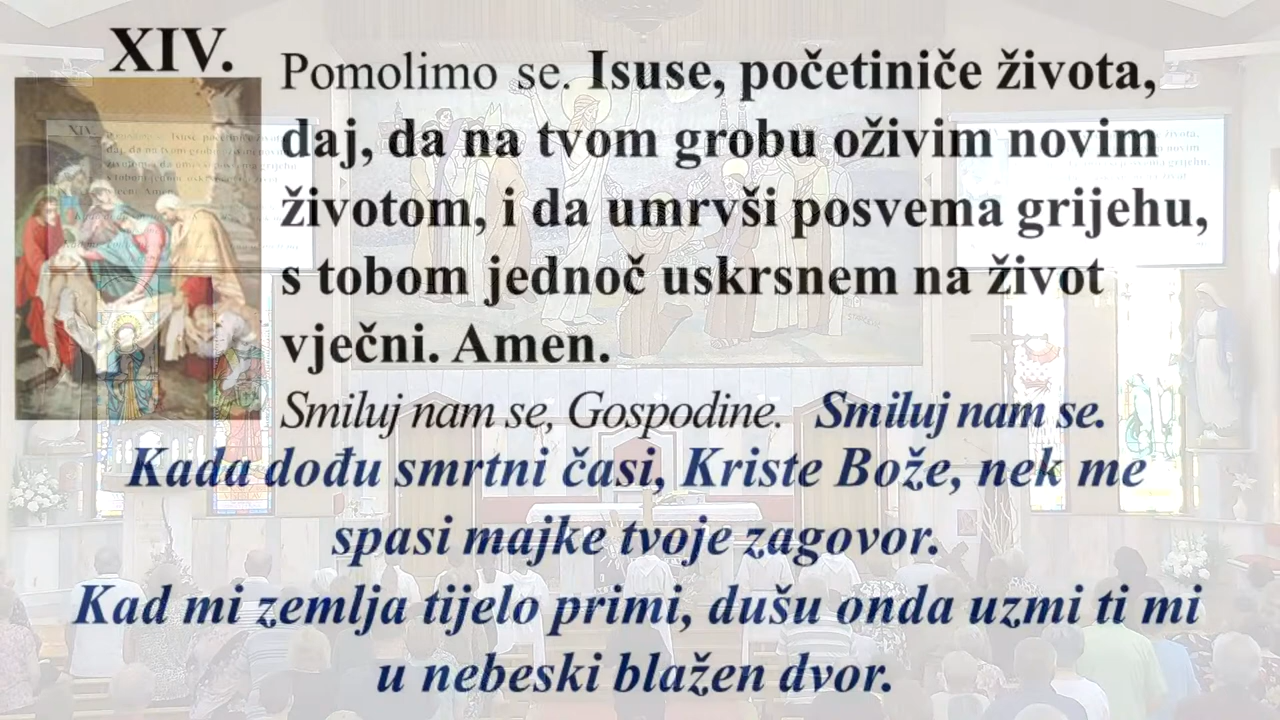 XIV.
Pomolimo se. Isuse, početiniče života,
daj, da na tvom grobu oživim novim
životom, i da umrvši posvema grijehu,
s tobom jednoč uskrsnem na život
vječni. Amen.
Smiluj nam se, Gospodine. Smiluj nam se.
Kada dođu smrtni časi, Kriste Bože, nek me
spasi majke tvoje zagovor.
Kad mi zemlja tijelo primi, dušu onda uzmi ti mi
u nebeski blažen dvor.